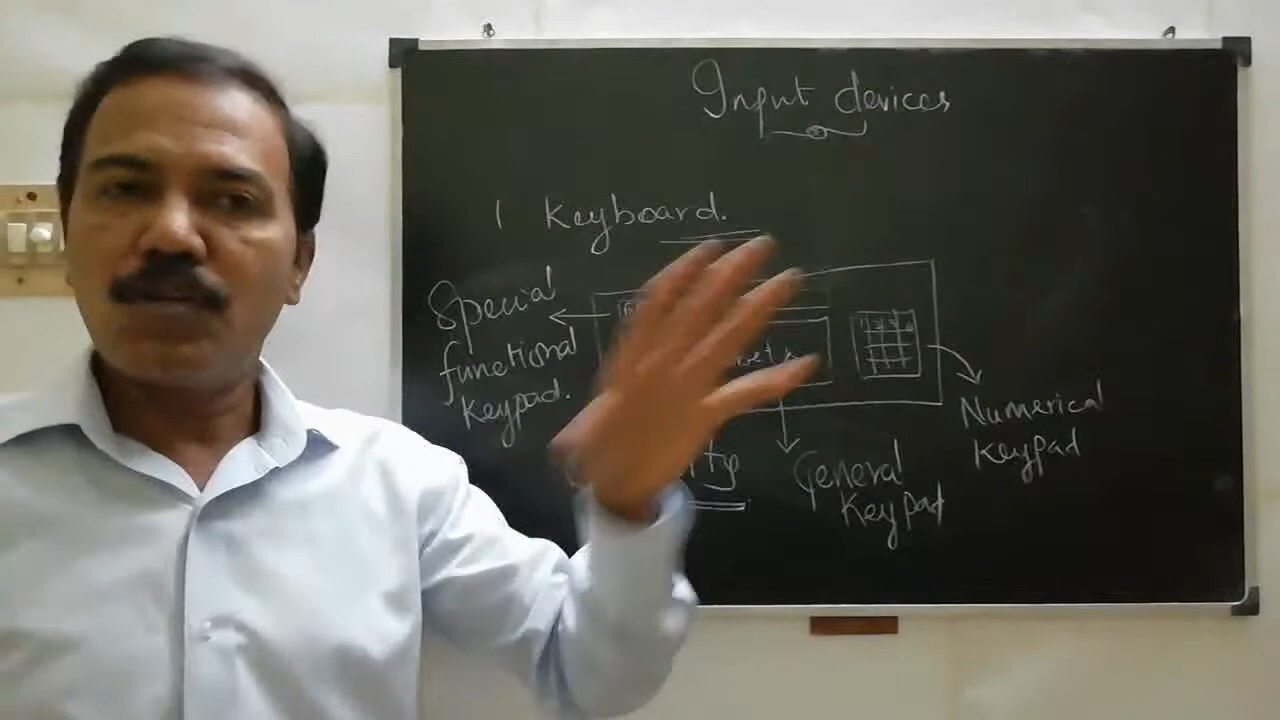 Input devices
1 Keyboard.
Special
functional
Keypad.
Numerical
Keypad
General
Keypad